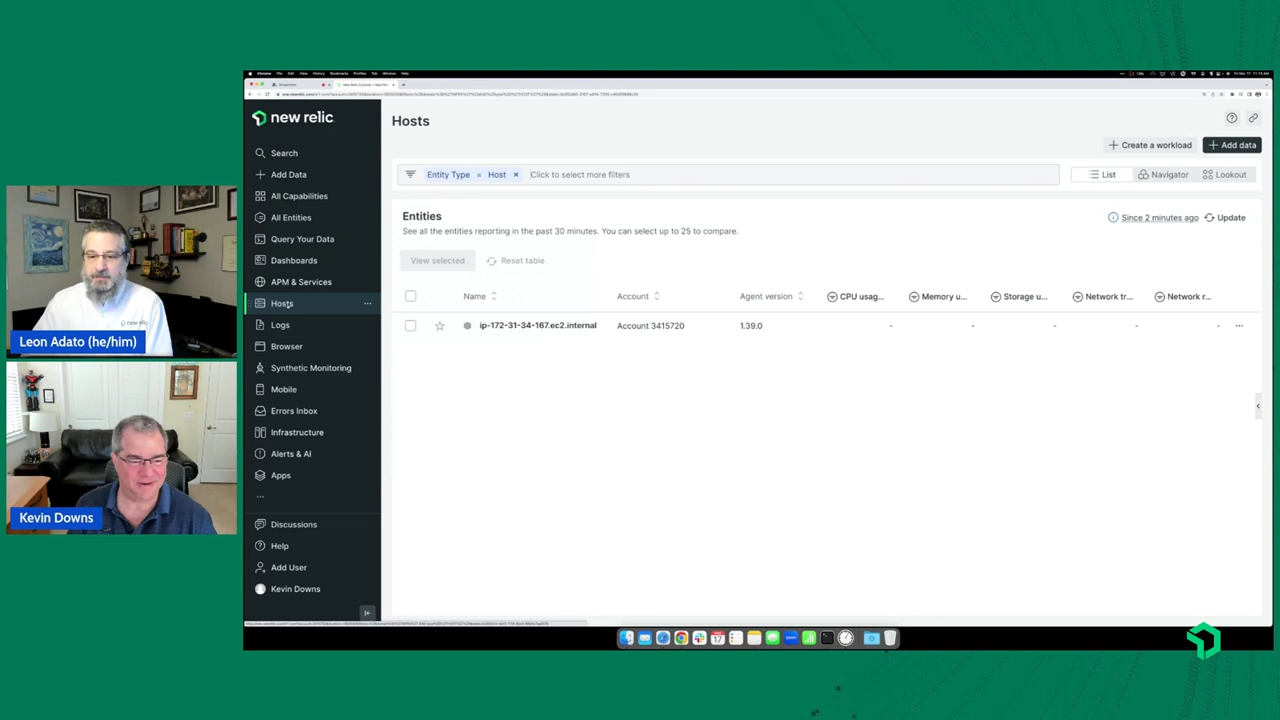 new relic
Search
Add Data
All Capabilities
All Entities
Query Your Data
Dashboards
APM & Services
Hosts
Logs
Browser
Synthetic Monitoring
Mobile
Errors Inbox
Infrastructure
Alerts & AI
Apps
...
Discussions
Help
Add User
Kevin Downs
Hosts
Create a workload
Add data
Entity Type = Host × Click to select more filters
List Navigator Lookout
Entities
Since 2 minutes ago Update
See all the entities reporting in the past 30 minutes. You can select up to 25 to compare.
View selected Reset table
Name Account Agent version CPU usag... Memory u... Storage u... Network tr... Network r...
ip-172-31-34-167.ec2.internal Account 3415720 1.39.0 - - - - - ...
Leon Adato (he/him)
Kevin Downs